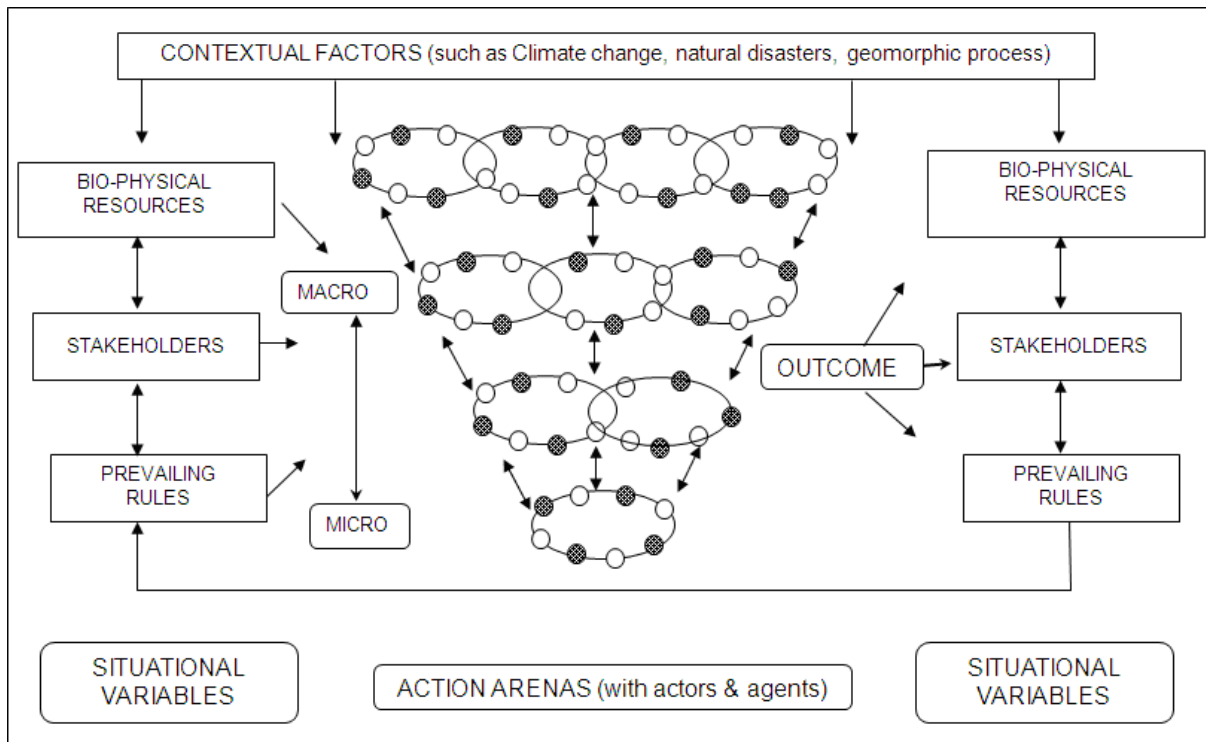 CONTEXTUAL FACTORS (such as Climate change, natural disasters, geomorphic process)
BIO-PHYSICAL
RESOURCES
BIO-PHYSICAL
RESOURCES
MACRO
STAKEHOLDERS
OUTCOME
STAKEHOLDERS
PREVAILING
RULES
MICRO
PREVAILING
RULES
SITUATIONAL
VARIABLES
ACTION ARENAS (with actors & agents)
SITUATIONAL
VARIABLES